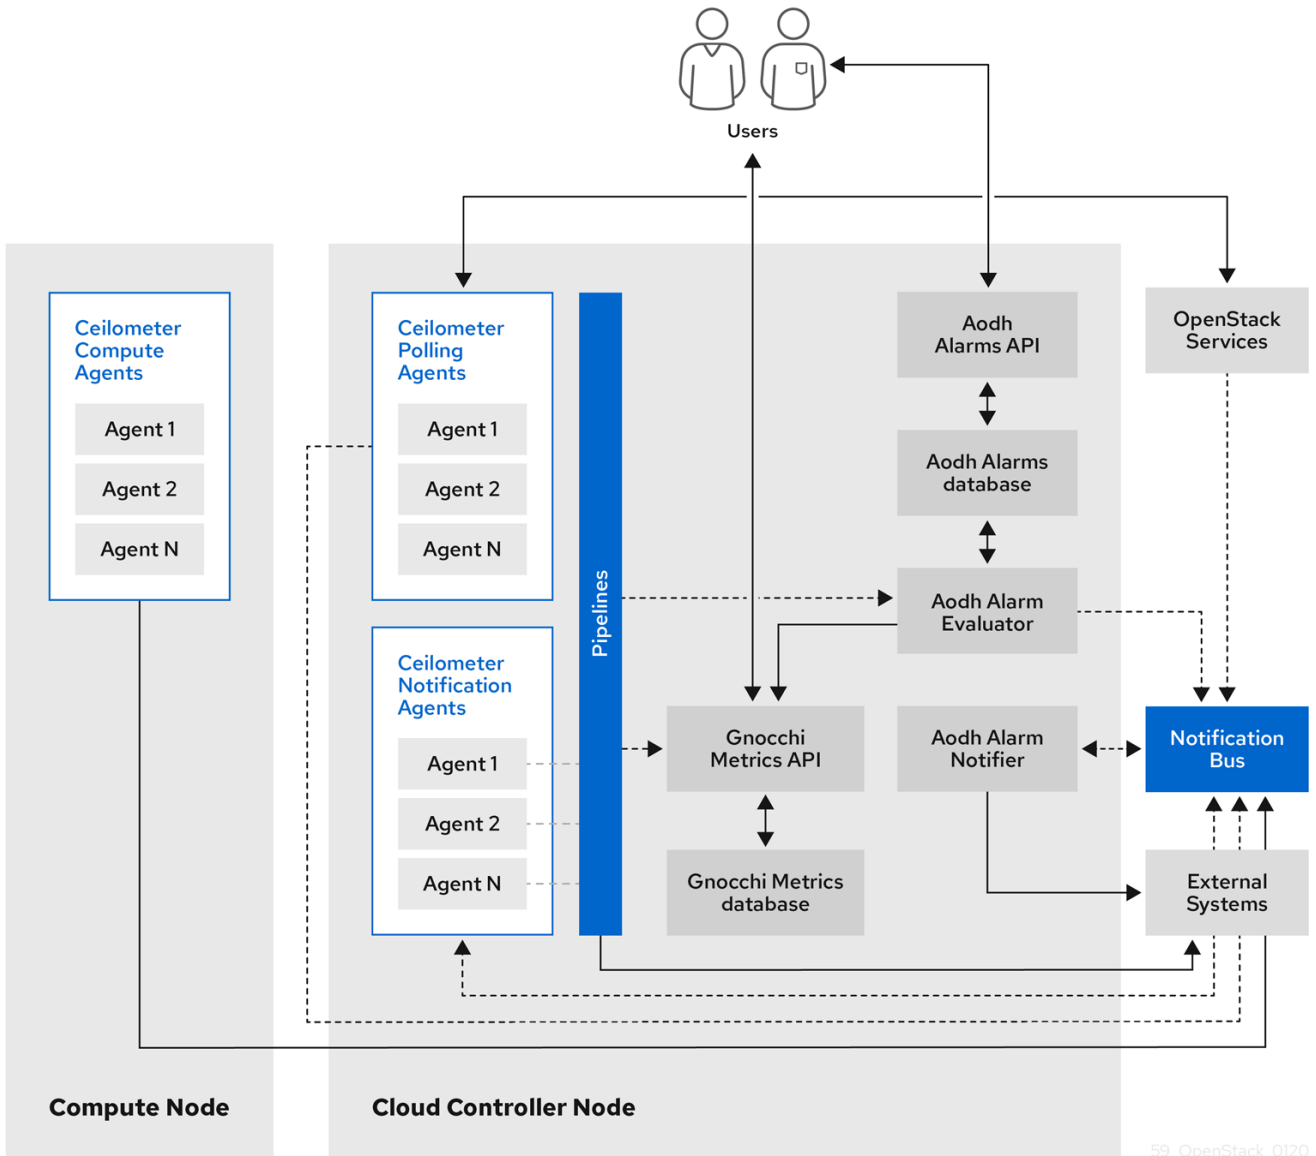 Users
Ceilometer
Compute
Agents
Agent 1
Agent 2
Agent N
Compute Node
Ceilometer
Polling
Agents
Agent 1
Agent 2
Agent N
Ceilometer
Notification
Agents
Agent 1
Agent 2
Agent N
Pipelines
Gnocchi
Metrics API
Gnocchi Metrics
database
Aodh
Alarms API
Aodh Alarms
database
Aodh Alarm
Evaluator
Aodh Alarm
Notifier
Cloud Controller Node
OpenStack
Services
Notification
Bus
External
Systems
59_OpenStack_0120